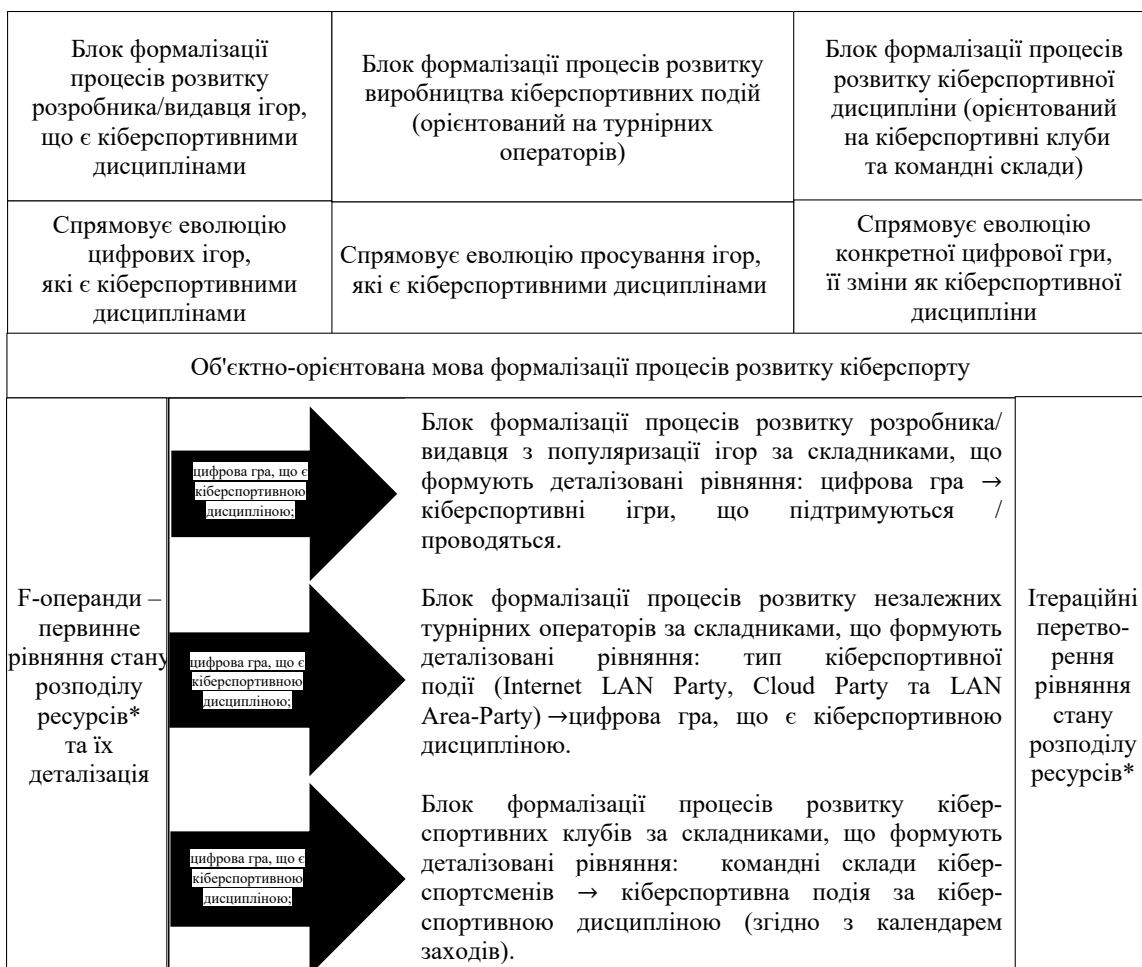 Блок формалізації
процесів розвитку
розробника/видавця ігор,
що є кіберспортивними
дисциплінами
Блок формалізації процесів розвитку
виробництва кіберспортивних подій
(орієнтований на турнірних
операторів)
Блок формалізації процесів
розвитку кіберспортивної
дисципліни (орієнтований
на кіберспортивні клуби
та командні склади)
Спрямовує еволюцію
цифрових ігор,
які є кіберспортивними
дисциплінами
Спрямовує еволюцію просування ігор,
які є кіберспортивними дисциплінами
Спрямовує еволюцію
конкретної цифрової гри,
її зміни як кіберспортивної
дисципліни
Об'єктно-орієнтована мова формалізації процесів розвитку кіберспорту
F-операнди –
первинне
рівняння стану
розподілу
ресурсів*
та їх
деталізація
цифрова гра, що є
кіберспортивною
дисципліною;
Блок формалізації процесів розвитку розробника/
видавця з популяризації ігор за складниками, що
формують деталізовані рівняння: цифрова гра →
кіберспортивні ігри, що підтримуються /
проводяться.
цифрова гра, що є
кіберспортивною
дисципліною;
Блок формалізації процесів розвитку незалежних
турнірних операторів за складниками, що формують
деталізовані рівняння: тип кіберспортивної
події (Internet LAN Party, Cloud Party та LAN
Area-Party) →цифрова гра, що є кіберспортивною
дисципліною.
цифрова гра, що є
кіберспортивною
дисципліною;
Блок формалізації процесів розвитку кібер-
спортивних клубів за складниками, що формують
деталізовані рівняння: командні склади кібер-
спортсменів → кіберспортивна подія за кібер-
спортивною дисципліною (згідно з календарем
заходів).
Ітераційні
перетво-
рення
рівняння
стану
розподілу
ресурсів*